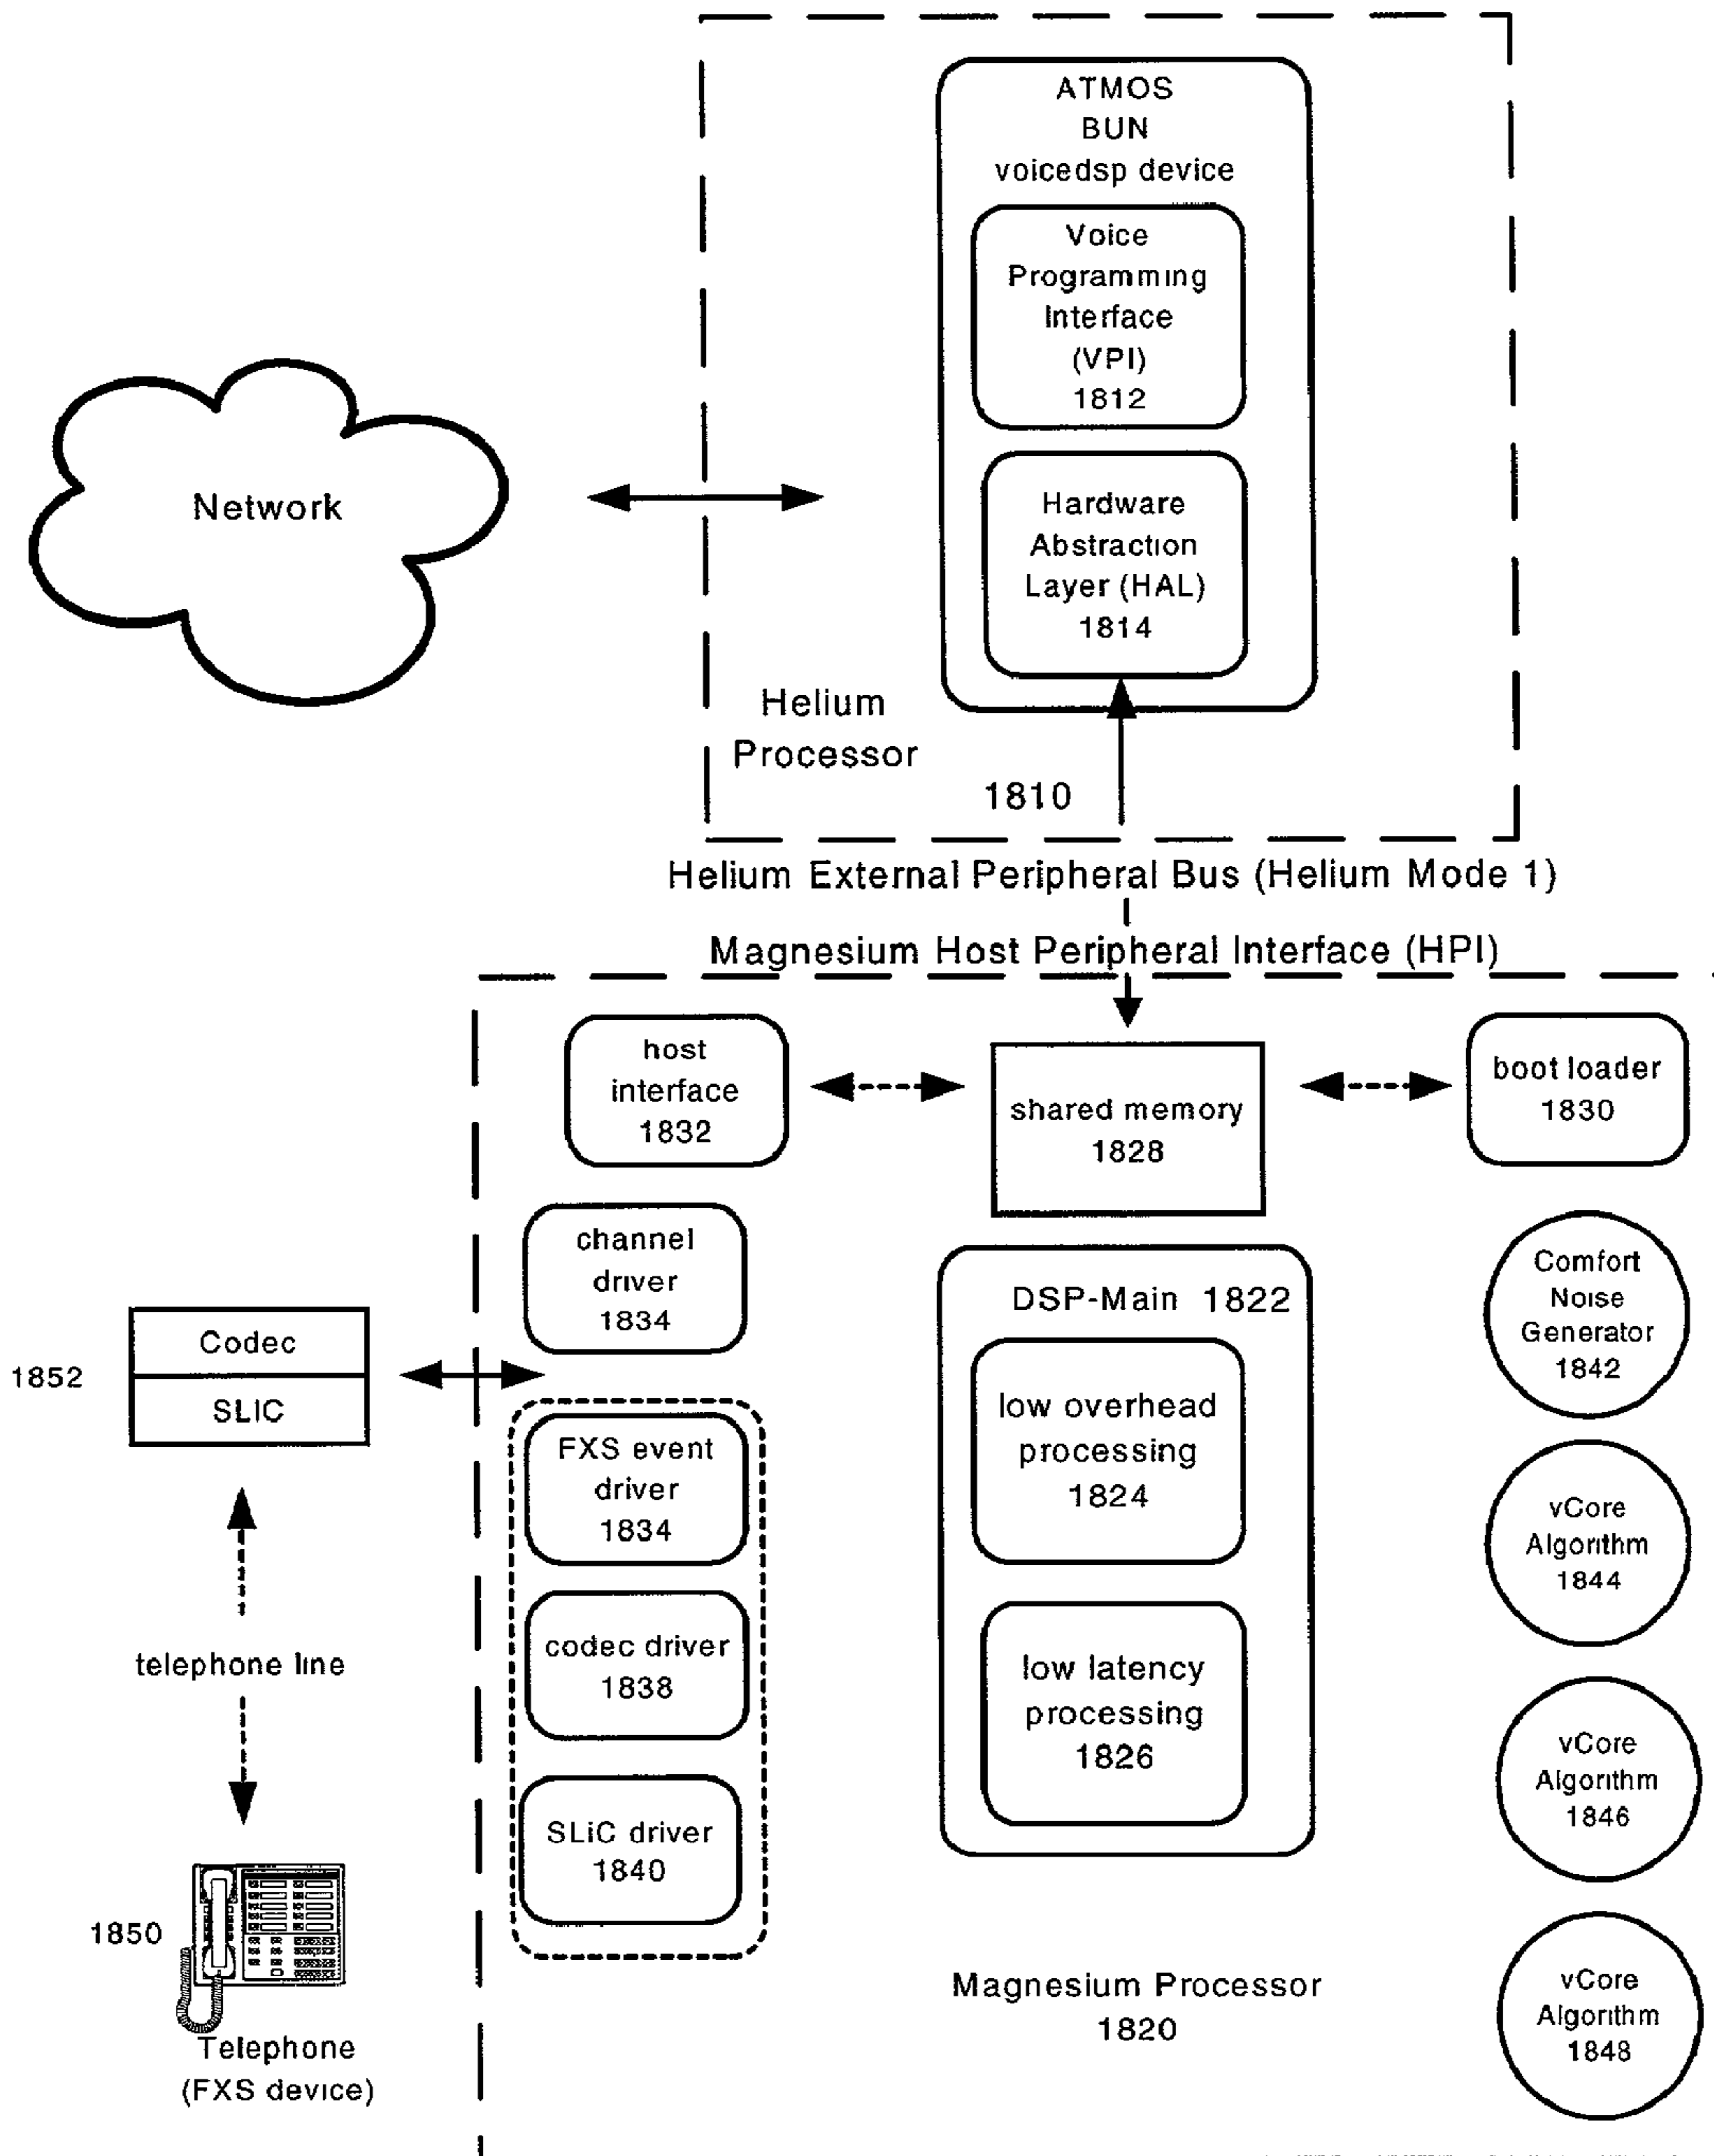 ATMOS
BUN
voicedsp device
Voice
Programming
Interface
(VPI)
1812
Network
Hardware
Abstraction
Layer (HAL)
1814
Helium
Processor
1810
Helium External Peripheral Bus (Helium Mode 1)
Magnesium Host Peripheral Interface (HPI)
host
interface
1832
shared memory
1828
boot loader
1830
channel
driver
1834
DSP-Main 1822
Comfort
Noise
Generator
1842
1852
Codec
SLIC
low overhead
processing
1824
FXS event
driver
1834
vCore
Algorithm
1844
telephone line
codec driver
1838
low latency
processing
1826
vCore
Algorithm
1846
SLiC driver
1840
1850
Telephone
(FXS device)
Magnesium Processor
1820
vCore
Algorithm
1848